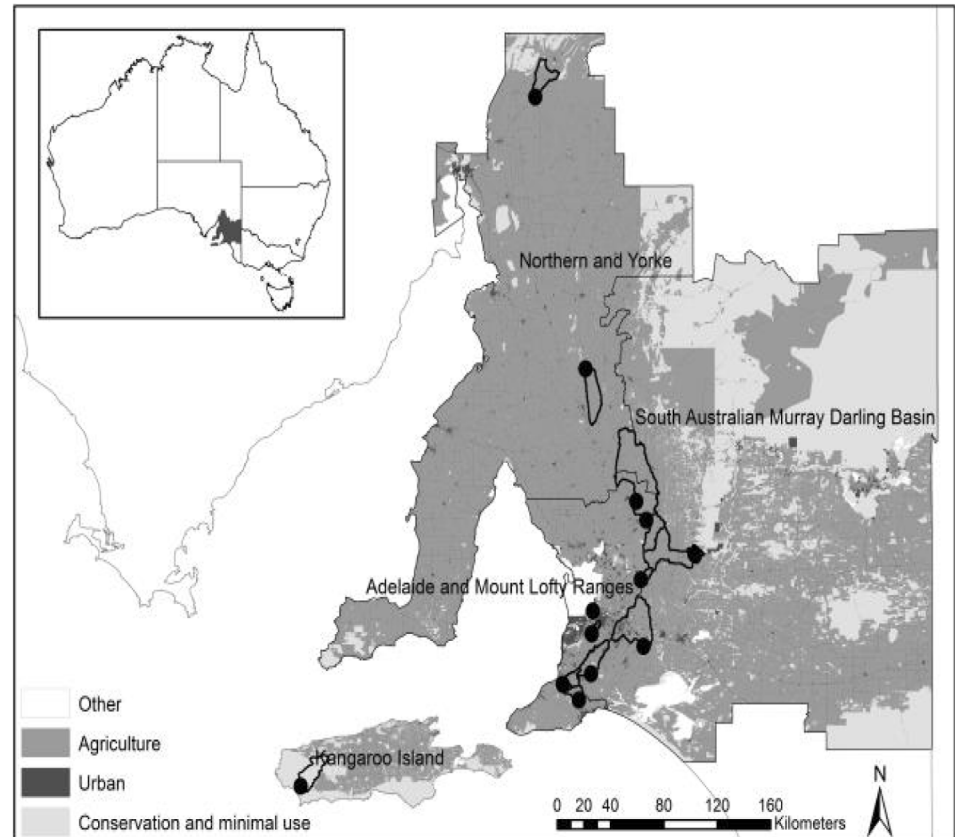 Northern and Yorke
South Australian Murray Darling Basin
Adelaide and Mount Lofty Ranges
Kangaroo Island
Other
Agriculture
Urban
Conservation and minimal use
N
0 20 40 80 120 160
Kilometers